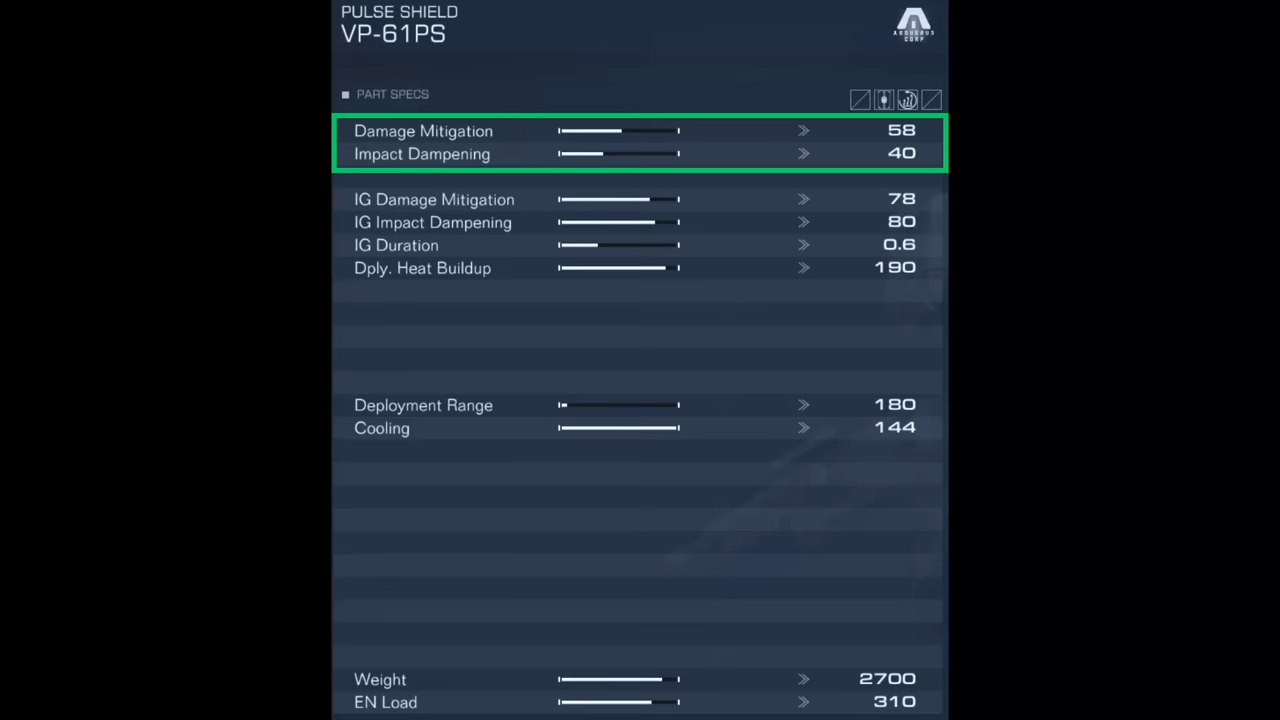 PULSE SHIELD
VP-61PS
ARQUEBUS
CORP
PART SPECS
Damage Mitigation 58
Impact Dampening 40
IG Damage Mitigation 78
IG Impact Dampening 80
IG Duration 0.6
Dply. Heat Buildup 190
Deployment Range 180
Cooling 144
Weight 2700
EN Load 310